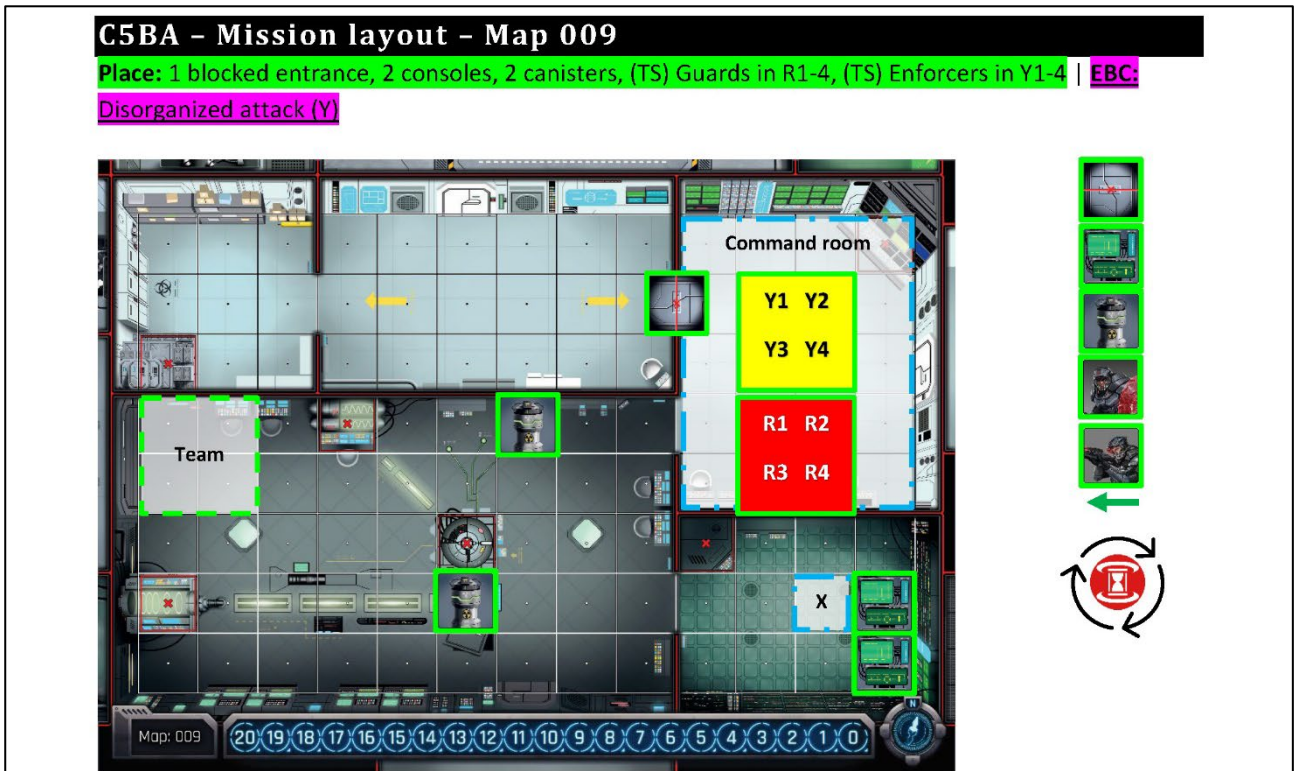 C5BA – Mission layout – Map 009
Place: 1 blocked entrance, 2 consoles, 2 canisters, (TS) Guards in R1-4, (TS) Enforcers in Y1-4 | EBC:
Disorganized attack (Y)
Command room
Y1 Y2
Y3 Y4
Team
R1 R2
R3 R4
X
N
Map: 009
20 19 18 17 16 15 14 13 12 11 10 9 8 7 6 5 4 3 2 1 0